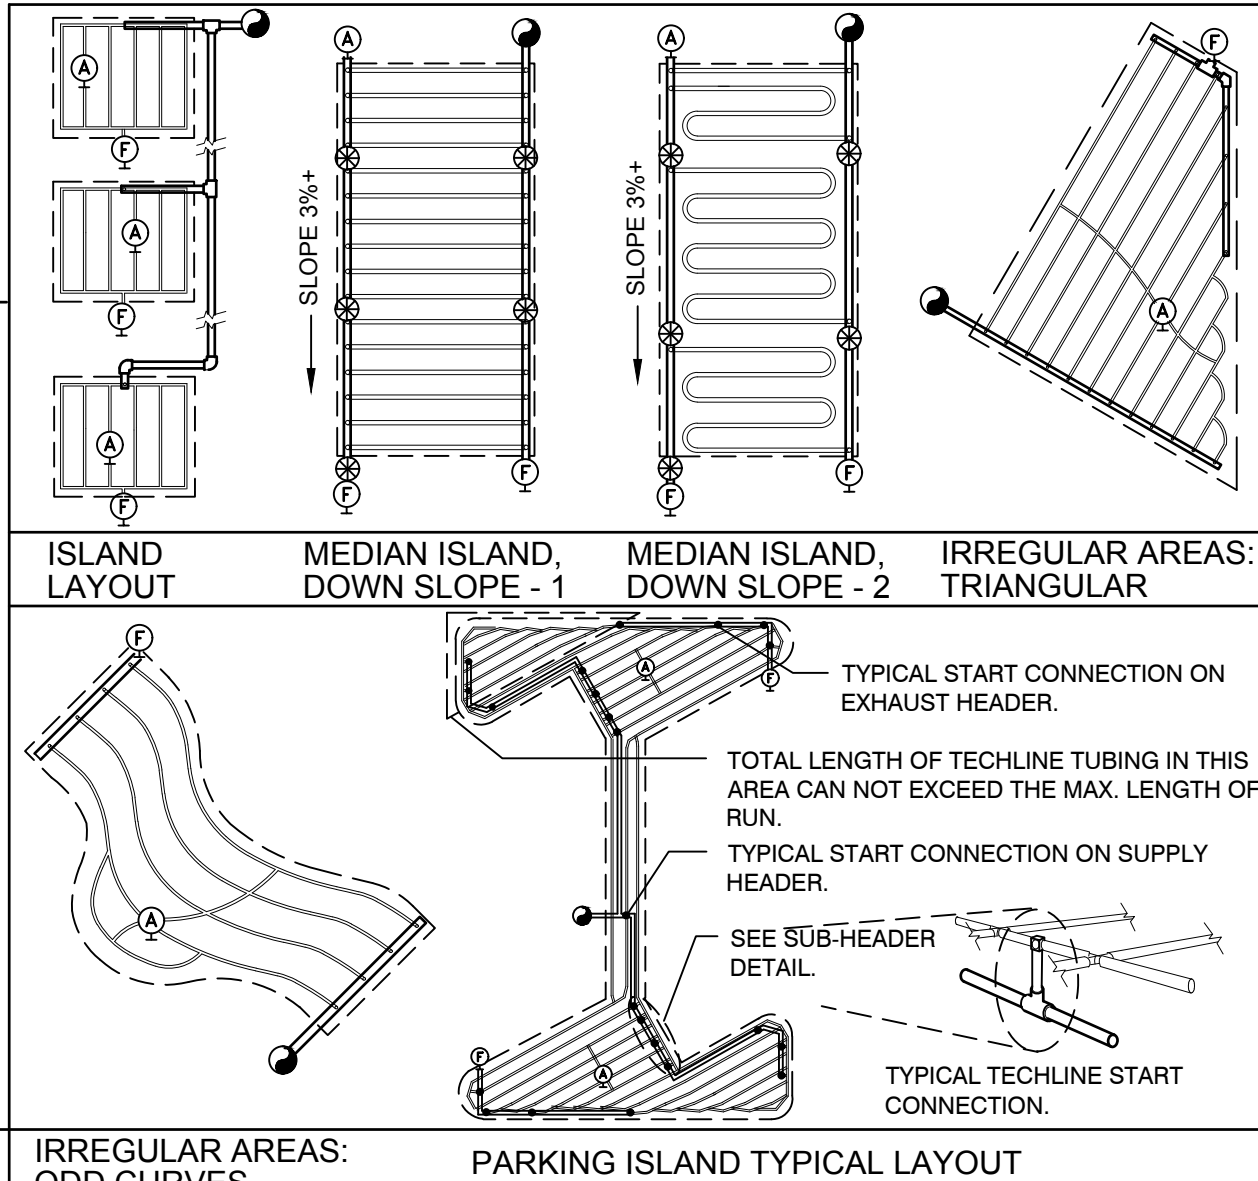 A
F
A
F
A
F
A
SLOPE 3%+
F
F
A
SLOPE 3%+
F
F
F
A
ISLAND
LAYOUT
MEDIAN ISLAND,
DOWN SLOPE - 1
MEDIAN ISLAND,
DOWN SLOPE - 2
IRREGULAR AREAS:
TRIANGULAR
F
A
A
F
TYPICAL START CONNECTION ON
EXHAUST HEADER.
TOTAL LENGTH OF TECHLINE TUBING IN THIS
AREA CAN NOT EXCEED THE MAX. LENGTH OF
RUN.
TYPICAL START CONNECTION ON SUPPLY
HEADER.
SEE SUB-HEADER
DETAIL.
F
A
TYPICAL TECHLINE START
CONNECTION.
IRREGULAR AREAS:
ODD CURVES
PARKING ISLAND TYPICAL LAYOUT